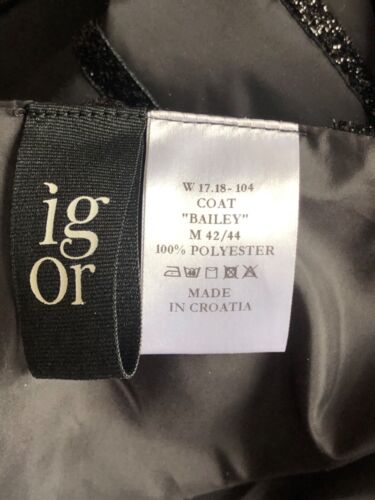 ig
or
W 17.18-104
COAT
"BAILEY"
M 42/44
100% POLYESTER
MADE
IN CROATIA